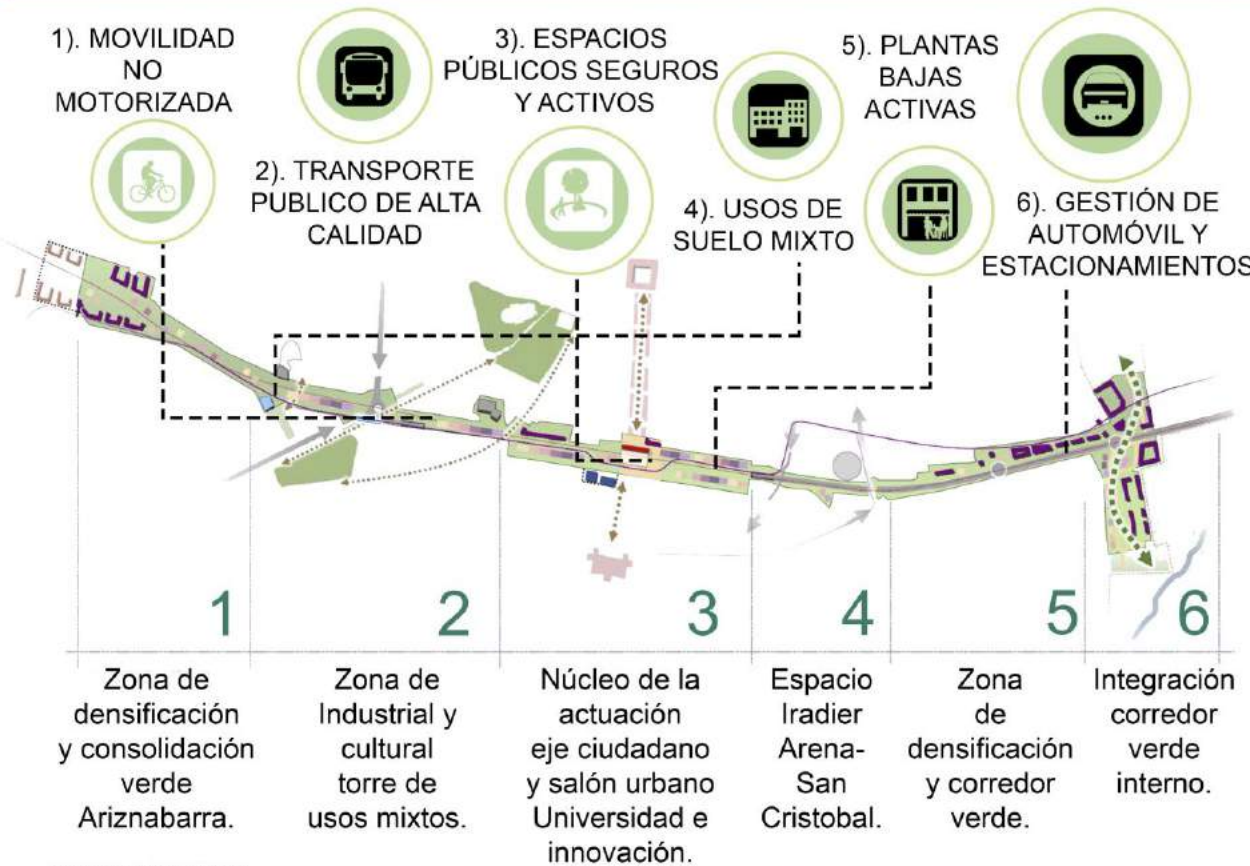 1). MOVILIDAD
NO
MOTORIZADA
2). TRANSPORTE
PUBLICO DE ALTA
CALIDAD
3). ESPACIOS
PÚBLICOS SEGUROS
Y ACTIVOS
4). USOS DE
SUELO MIXTO
5). PLANTAS
BAJAS
ACTIVAS
6). GESTIÓN DE
AUTOMÓVIL Y
ESTACIONAMIENTOS
1
2
3
4
5
6
Zona de
densificación
y consolidación
verde
Ariznabarra.
Zona de
Industrial y
cultural
torre de
usos mixtos.
Núcleo de la
actuación
eje ciudadano
y salón urbano
Universidad e
innovación.
Espacio
Iradier
Arena-
San
Cristobal.
Zona
de
densificación
y corredor
verde.
Integración
corredor
verde
interno.